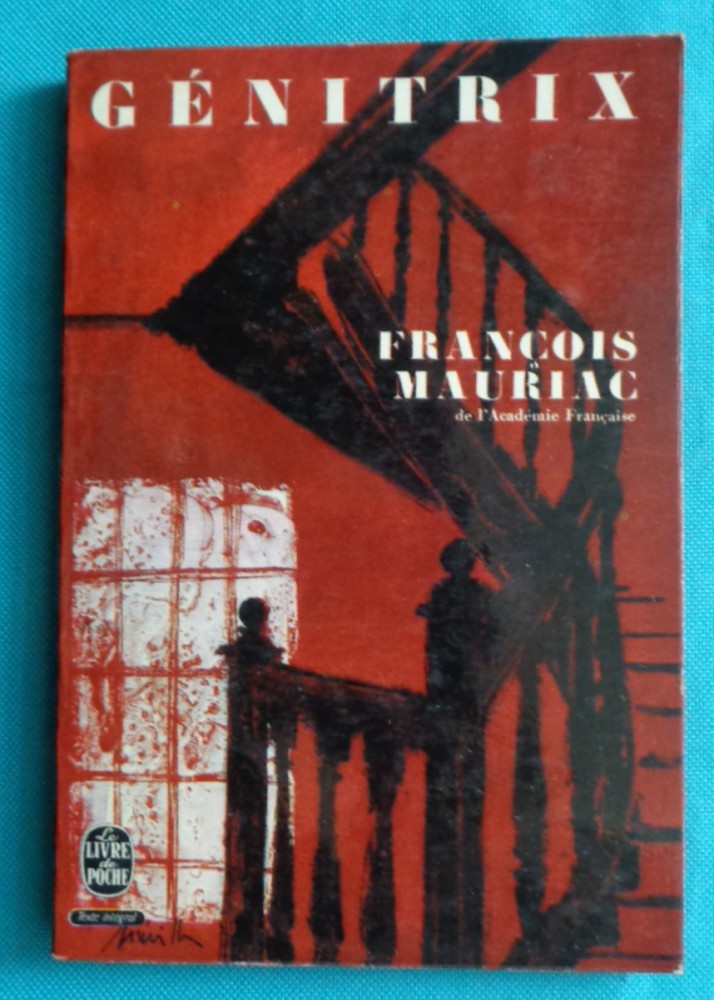 GÉNITRIX
FRANÇOIS
MAURIAC
de l'Académie Française
Le
LIVRE
de
POCHE
Texte intégral